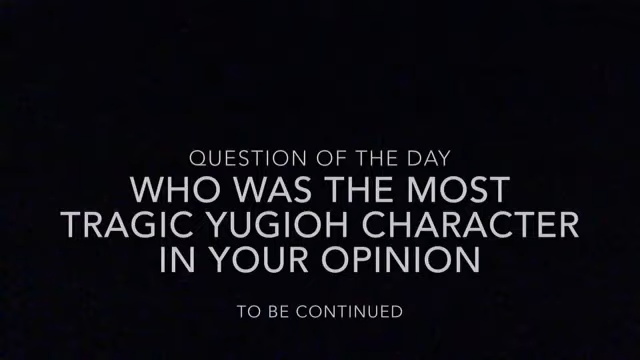 QUESTION OF THE DAY
WHO WAS THE MOST
TRAGIC YUGIOH CHARACTER
IN YOUR OPINION
TO BE CONTINUED